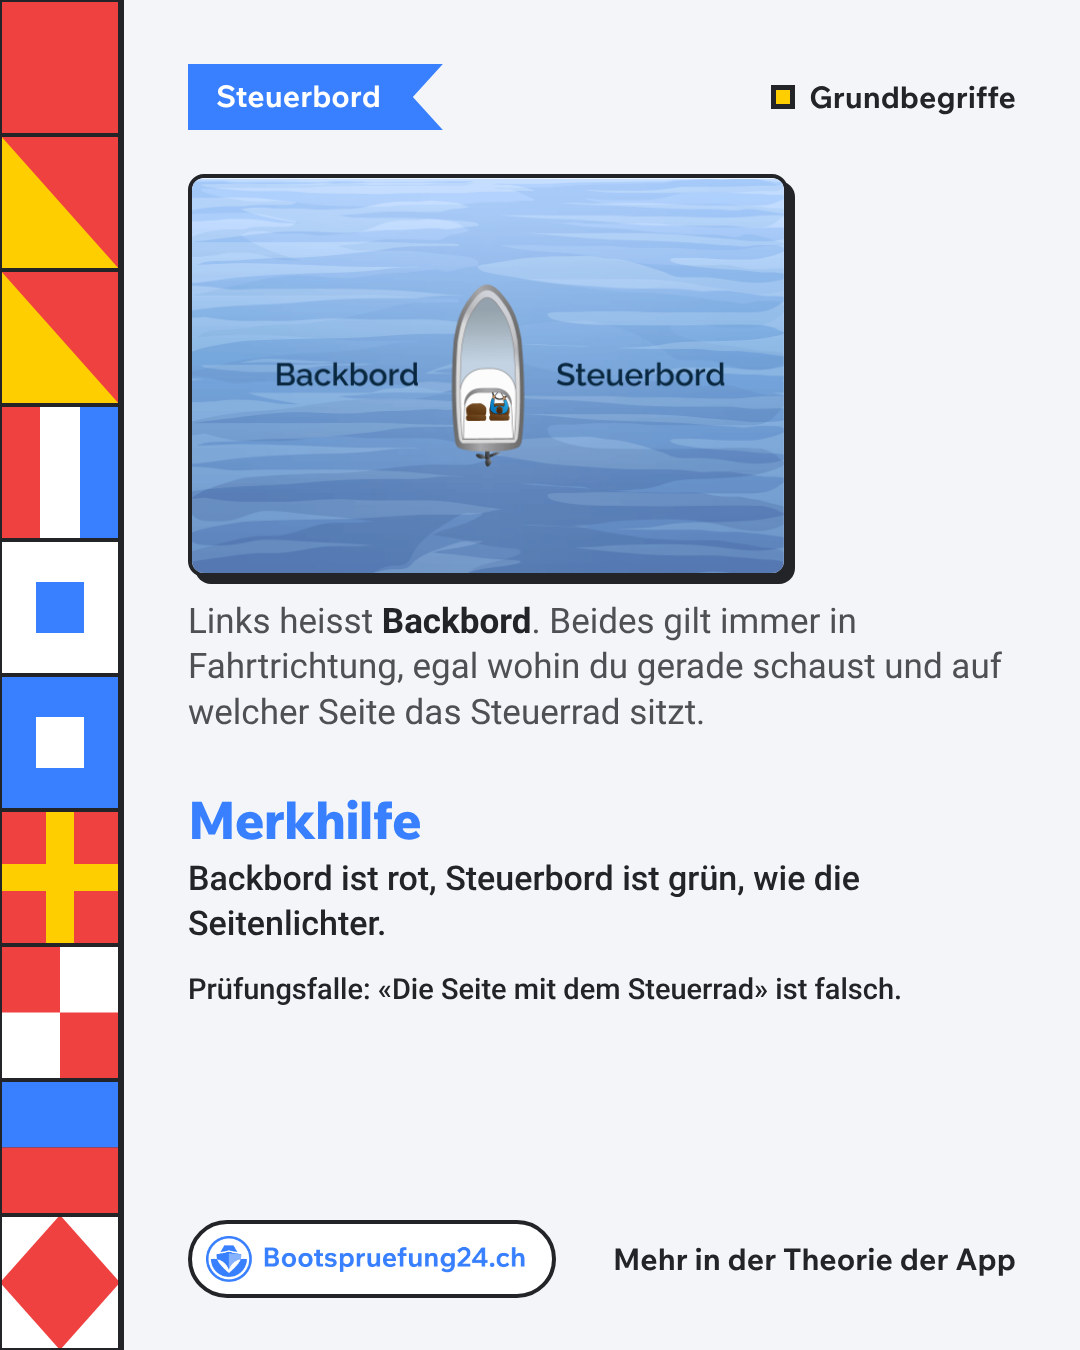 Steuerbord
Grundbegriffe
Backbord
Steuerbord
Links heisst Backbord. Beides gilt immer in
Fahrtrichtung, egal wohin du gerade schaust und auf
welcher Seite das Steuerrad sitzt.
Merkhilfe
Backbord ist rot, Steuerbord ist grün, wie die
Seitenlichter.
Prüfungsfalle: «Die Seite mit dem Steuerrad» ist falsch.
Bootspruefung24.ch
Mehr in der Theorie der App